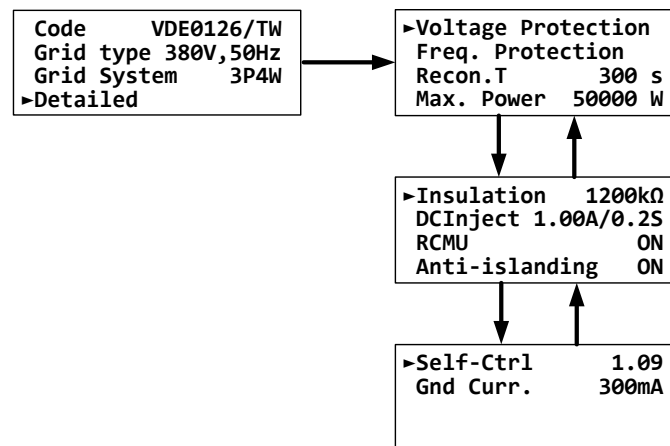 Code VDE0126/TW
Grid type 380V,50Hz
Grid System 3P4W
►Detailed
►Voltage Protection
Freq. Protection
Recon.T 300 s
Max. Power 50000 W
►Insulation 1200kΩ
DCInject 1.00A/0.2S
RCMU ON
Anti-islanding ON
►Self-Ctrl 1.09
Gnd Curr. 300mA